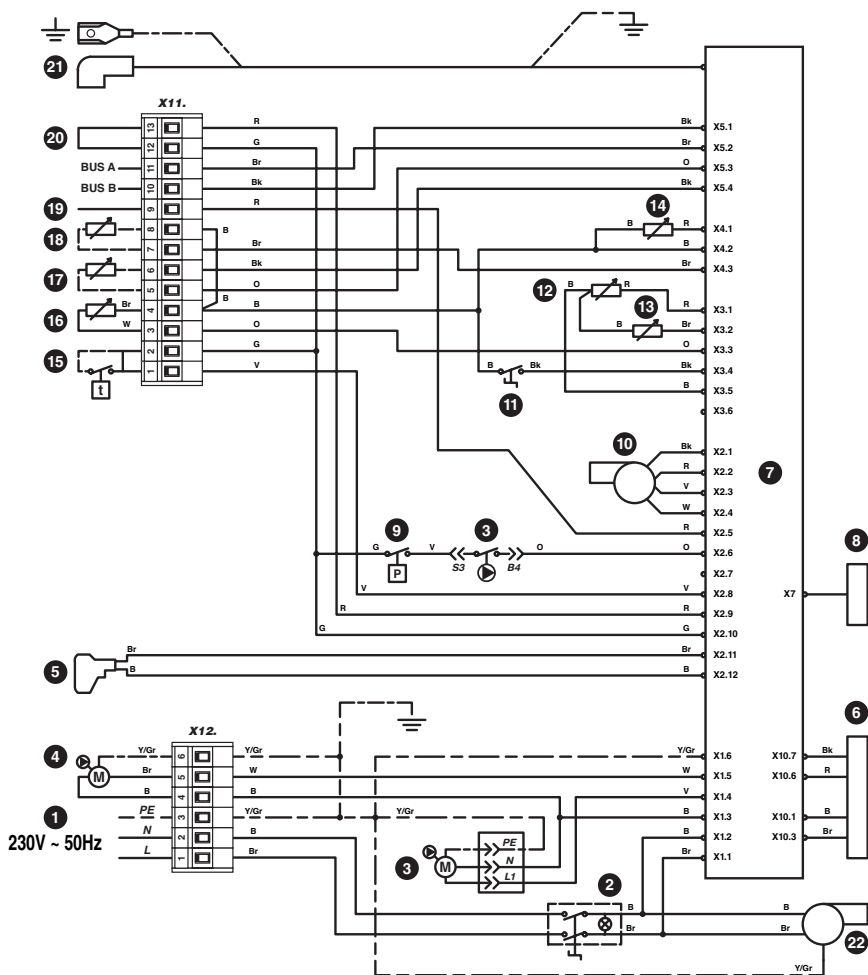 21
X11.
20
13
R
Bk
X5.1
12
G
Br
X5.2
BUS A
11
Br
O
X5.3
BUS B
10
Bk
Bk
X5.4
19
9
R
14
18
8
B
B
R
X4.1
7
Br
B
X4.2
17
6
Bk
Br
X4.3
5
O
B
12
B
R
16
Br
4
B
13
R
X3.1
W
3
O
B
Br
X3.2
15
2
G
O
X3.3
t
1
V
B
Bk
Bk
X3.4
11
B
X3.5
X3.6
10
Bk
X2.1
7
R
X2.2
V
X2.3
W
X2.4
9
3
R
X2.5
8
G
V
O
O
X2.6
P
S3
B4
X2.7
V
V
X2.8
X7
R
R
X2.9
G
G
X2.10
5
Br
Br
X2.11
B
B
X2.12
6
X12.
4
Y/Gr
6
Y/Gr
Y/Gr
X1.6
X10.7
Bk
M
Br
5
W
W
X1.5
X10.6
R
B
4
B
V
X1.4
1
PE
3
Y/Gr
Y/Gr
B
X1.3
X10.1
B
230V ~ 50Hz
N
2
B
PE
B
X1.2
X10.3
Br
L
1
Br
3
M
N
Br
X1.1
L1
2
B
B
Br
Br
22
Y/Gr